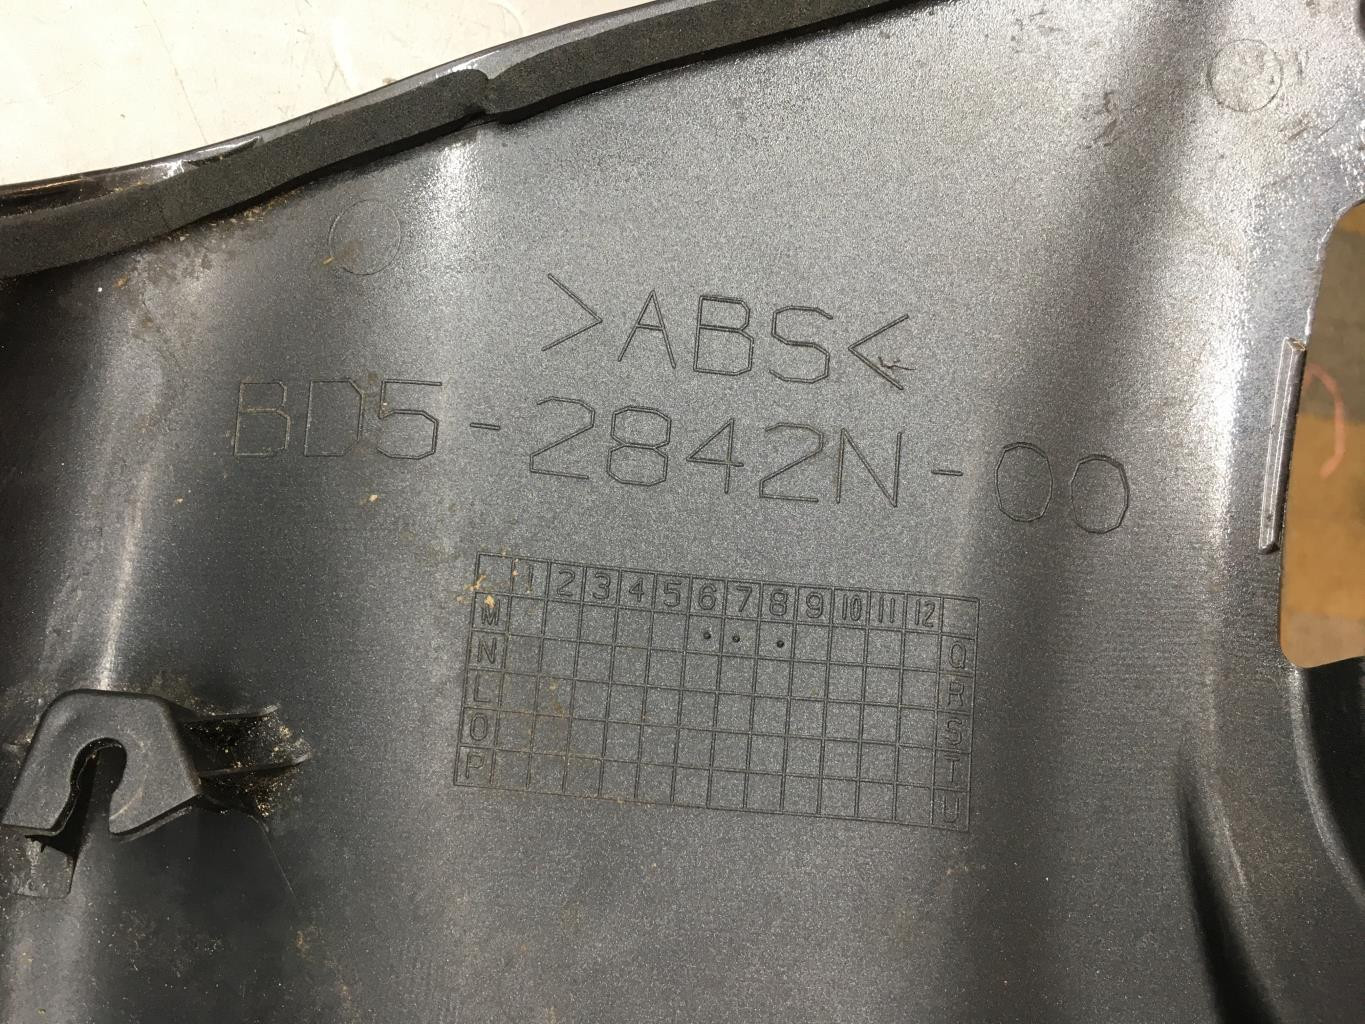 >ABS<
BD5-2842N-00
1 2 3 4 5 6 7 8 9 10 11 12
M
N Q
L R
O S
P T
U